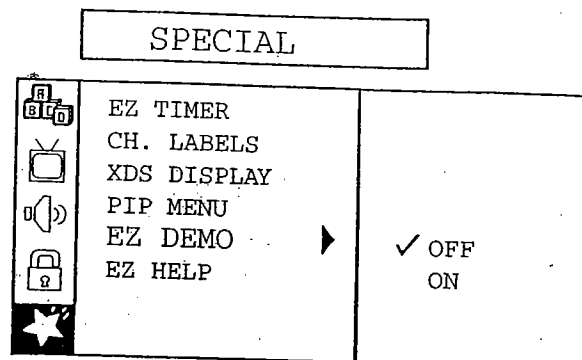 SPECIAL
A
B C D
EZ TIMER
CH. LABELS
XDS DISPLAY
PIP MENU
EZ DEMO
✓ OFF
EZ HELP
ON